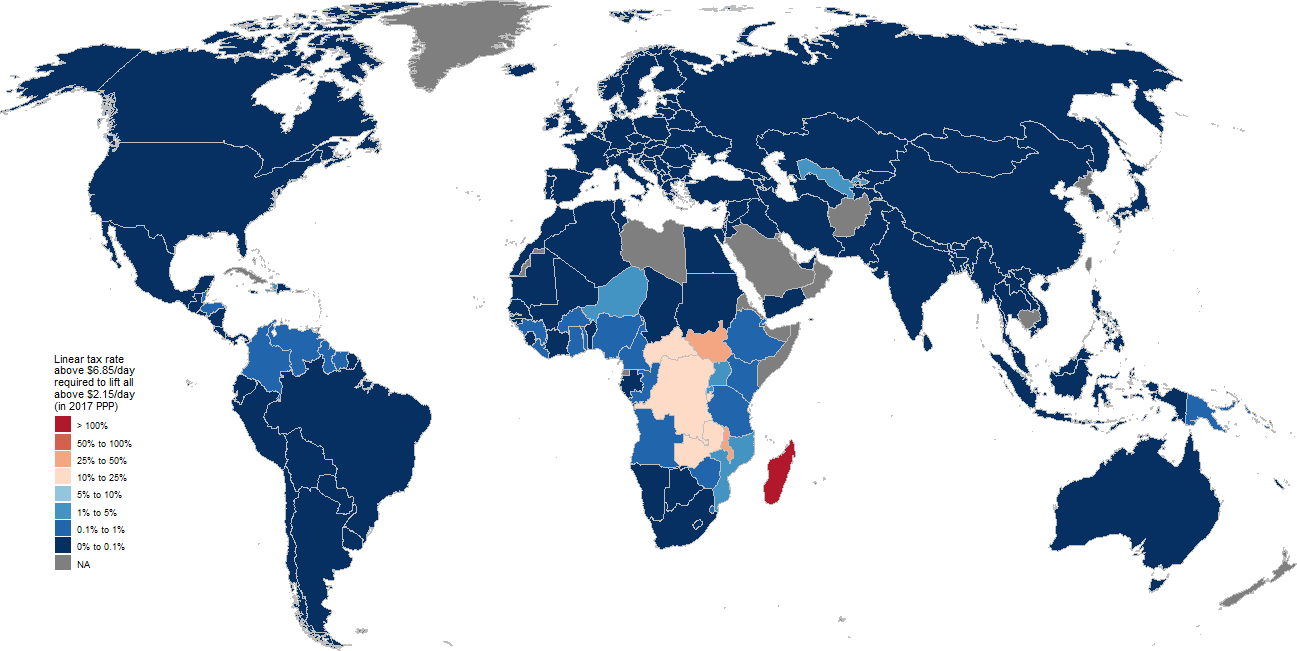 Linear tax rate
above $6.85/day
required to lift all
above $2.15/day
(in 2017 PPP)
> 100%
50% to 100%
25% to 50%
10% to 25%
5% to 10%
1% to 5%
0.1% to 1%
0% to 0.1%
NA